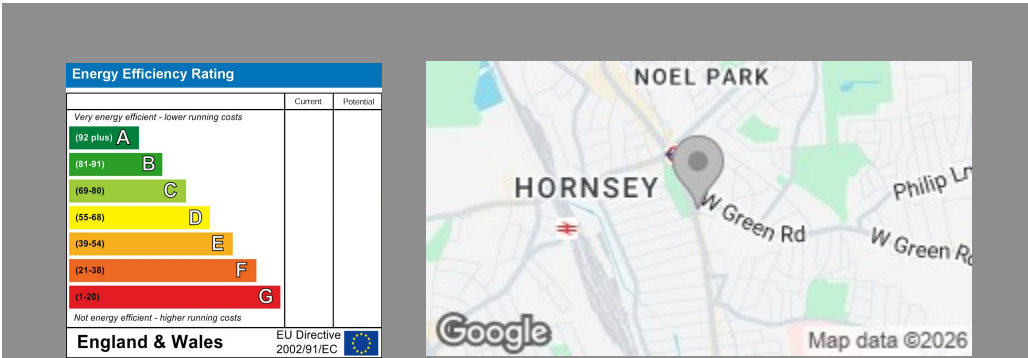 Energy Efficiency Rating
Current Potential
Very energy efficient - lower running costs
(92 plus) A
(81-91) B
(69-80) C
(55-68) D
(39-54) E
(21-38) F
(1-20) G
Not energy efficient - higher running costs
England & Wales
EU Directive
2002/91/EC
NOEL PARK
HORNSEY
W Green Rd
Philip Ln
W Green Rd
Google
Map data ©2026